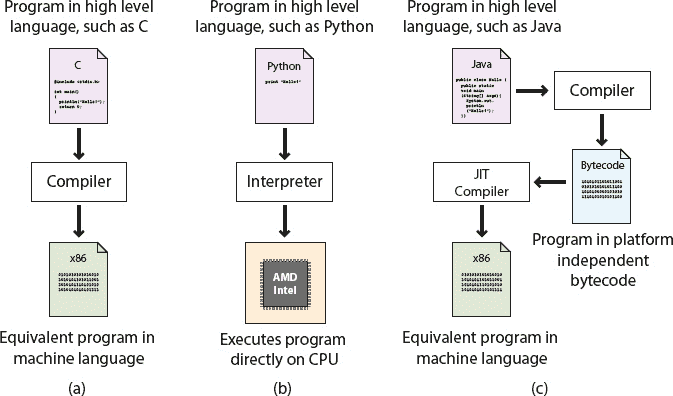 Program in high level
language, such as C
C
#include <stdio.h>
int main()
{
println("Hello!");
return 0;
}
Compiler
x86
Equivalent program in
machine language
(a)
Program in high level
language, such as Python
Python
print "Hello!"
Interpreter
AMD
Intel
Executes program
directly on CPU
(b)
Program in high level
language, such as Java
Java
public class Hello {
public static
void main
(String[] args){
System.out.
println
("Hello!");
}}
Compiler
Bytecode
Program in platform
independent
bytecode
JIT
Compiler
x86
Equivalent program in
machine language
(c)